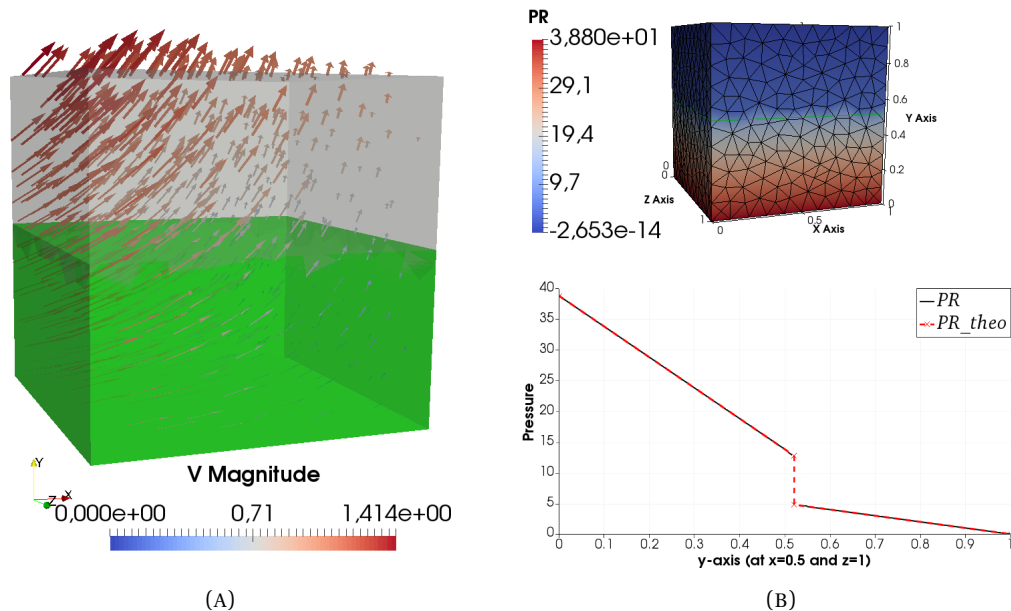 Y
Z
X
V Magnitude
0,000e+00
0,71
1,414e+00
(A)
PR
3,880e+01
29,1
19,4
9,7
-2,653e-14
1
0.8
0.6
Y Axis
0.4
0.2
0
1
0
0
Z Axis
1
0
0.5
X Axis
40
35
30
25
20
15
10
5
0
Pressure
PR
PR_theo
0 0.1 0.2 0.3 0.4 0.5 0.6 0.7 0.8 0.9 1
y-axis (at x=0.5 and z=1)
(B)